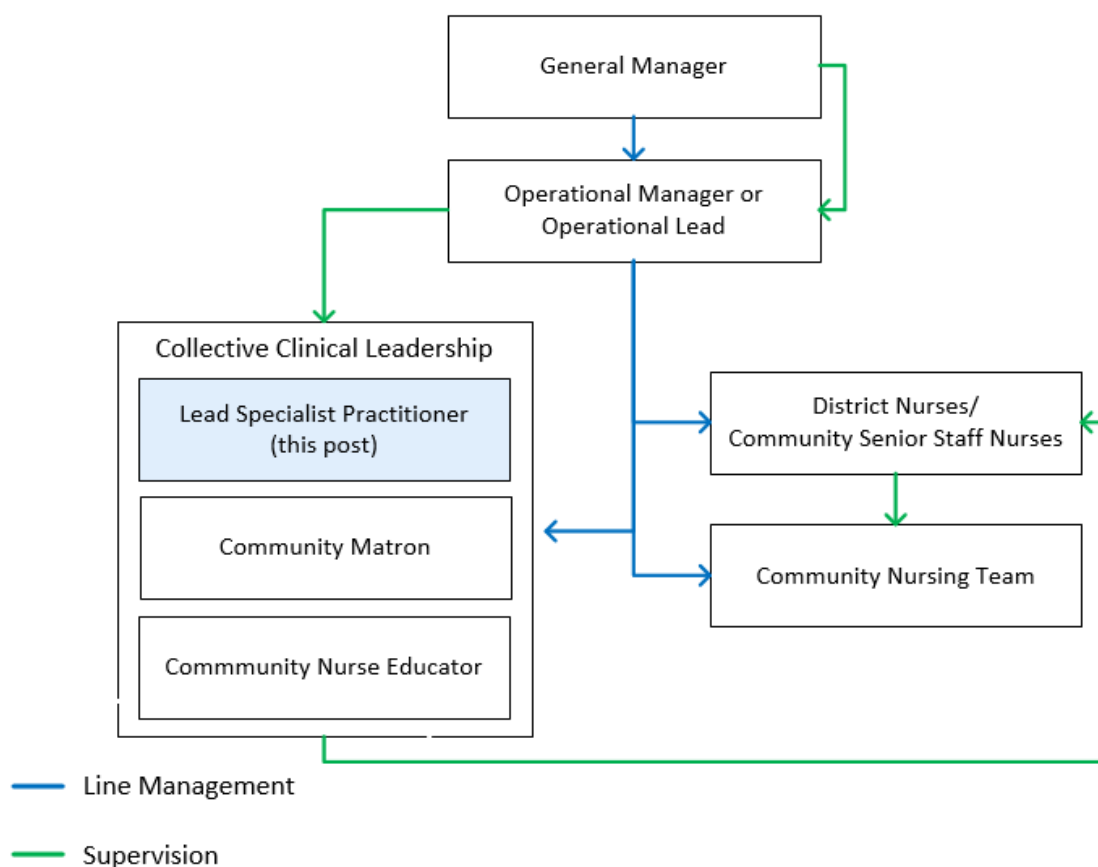 General Manager
Operational Manager or
Operational Lead
Collective Clinical Leadership
Lead Specialist Practitioner
(this post)
Community Matron
Commmunity Nurse Educator
District Nurses/
Community Senior Staff Nurses
Community Nursing Team
Line Management
Supervision